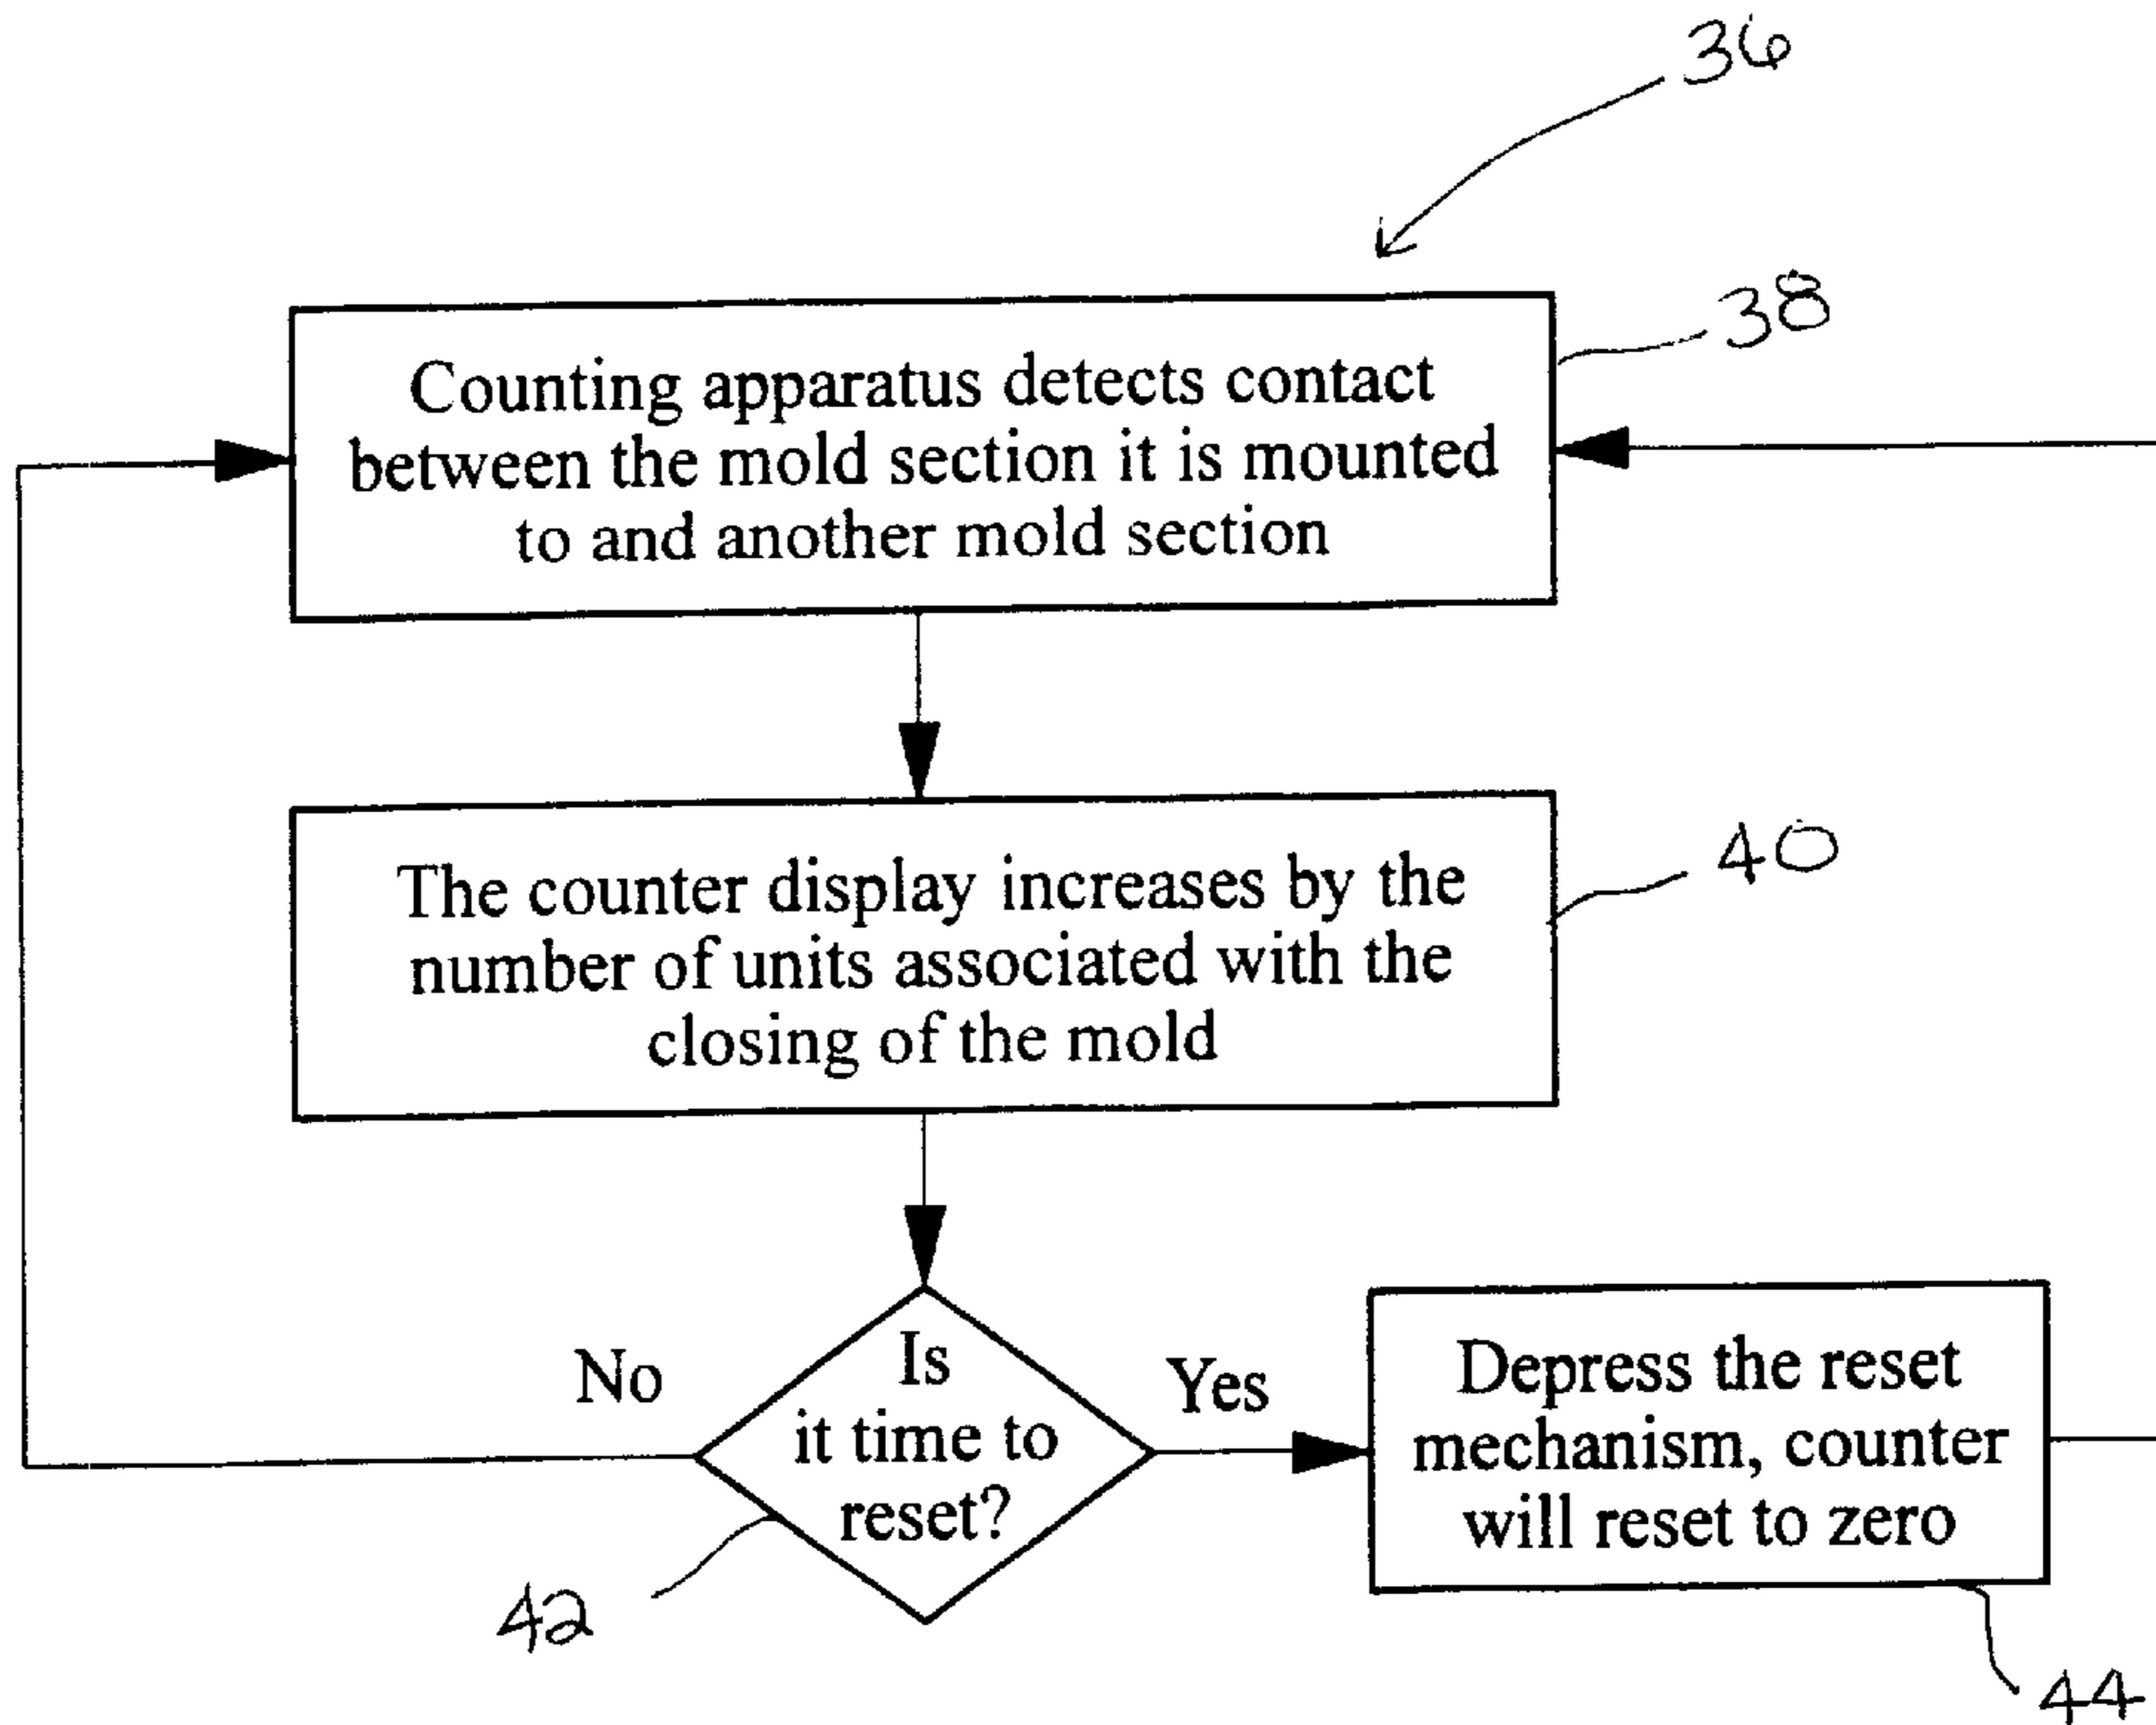 36
38
Counting apparatus detects contact
between the mold section it is mounted
to and another mold section
40
The counter display increases by the
number of units associated with the
closing of the mold
No
Is
it time to
reset?
Yes
Depress the reset
mechanism, counter
will reset to zero
42
44